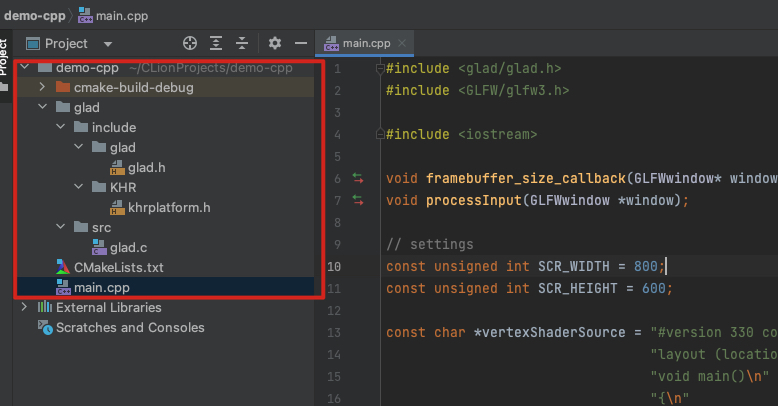 demo-cpp main.cpp
Project
Project
main.cpp
demo-cpp ~/CLionProjects/demo-cpp
cmake-build-debug
glad
include
glad
glad.h
KHR
khrplatform.h
src
glad.c
CMakeLists.txt
main.cpp
External Libraries
Scratches and Consoles
1 #include <glad/glad.h>
2 #include <GLFW/glfw3.h>
3
4 #include <iostream>
5
6 void framebuffer_size_callback(GLFWwindow* window
7 void processInput(GLFWwindow *window);
8
9 // settings
10 const unsigned int SCR_WIDTH = 800;
11 const unsigned int SCR_HEIGHT = 600;
12
13 const char *vertexShaderSource = "#version 330 co
14 "layout (locatio
15 "void main()\n"
16 "{\n"